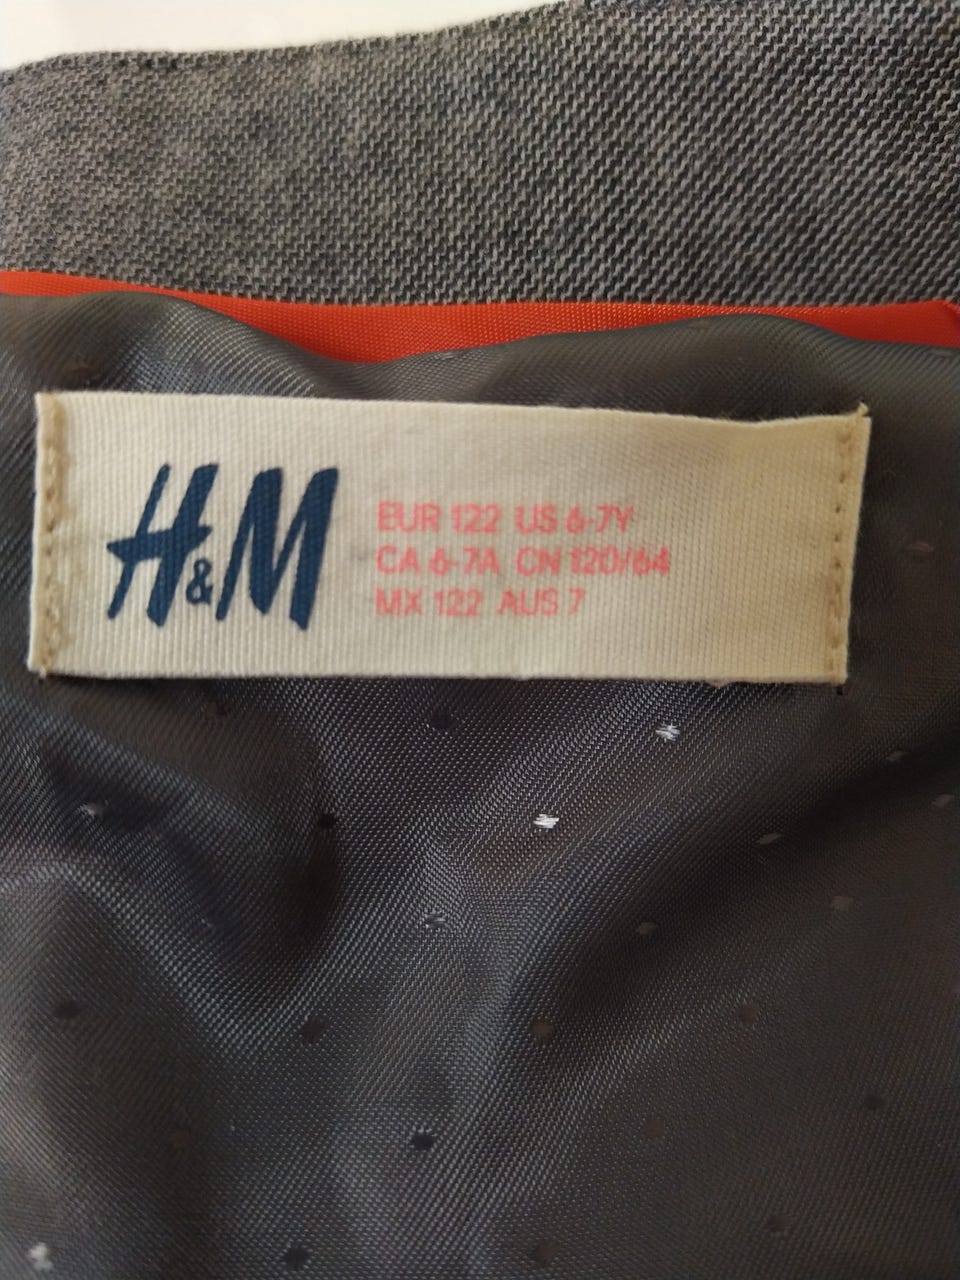 H&M
EUR 122 US 6-7Y
CA 6-7A CN 120/64
MX 122 AUS 7